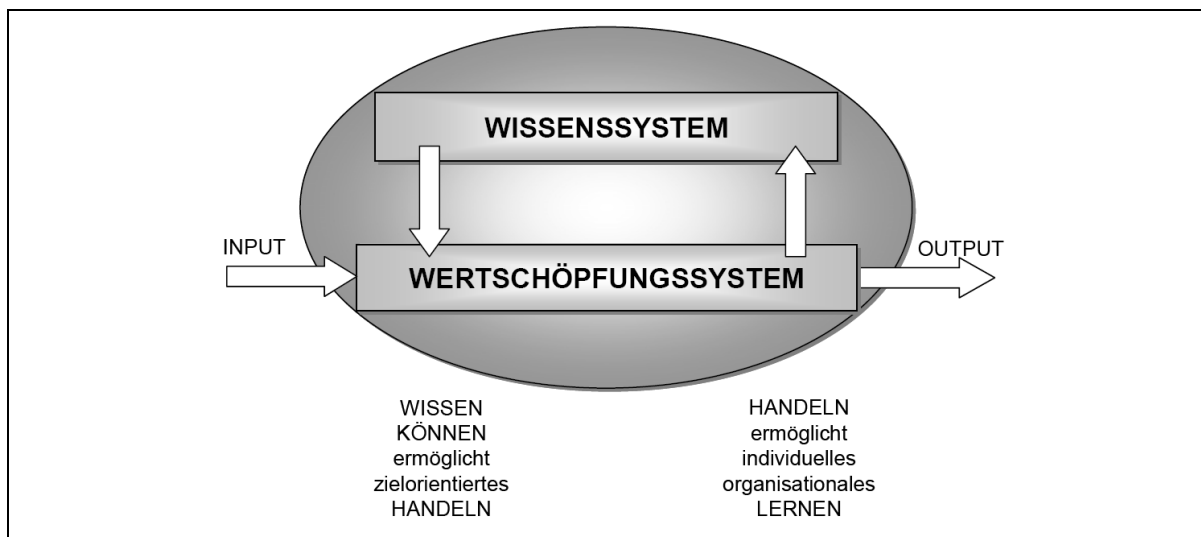 WISSENSSYSTEM
INPUT
OUTPUT
WERTSCHÖPFUNGSSYSTEM
WISSEN
KÖNNEN
ermöglicht
zielorientiertes
HANDELN
HANDELN
ermöglicht
individuelles
organisationales
LERNEN